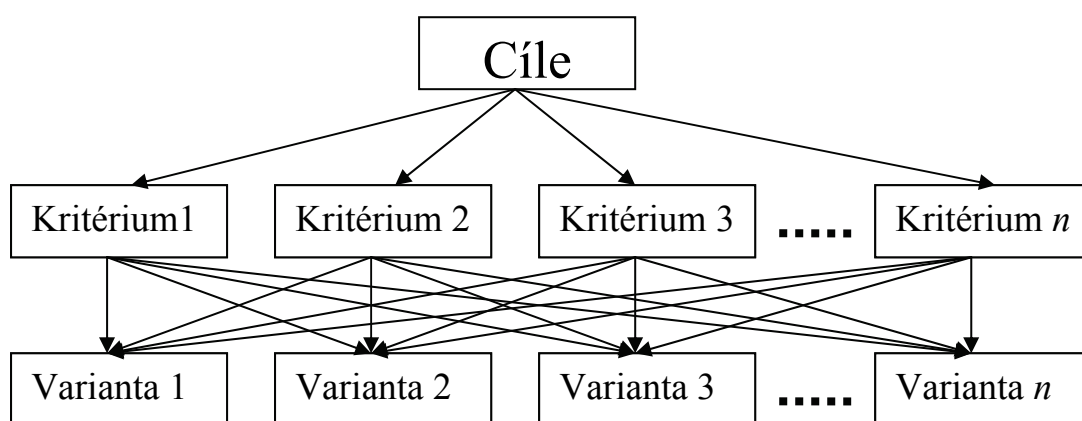 Cíle
Kritérium1 Kritérium 2 Kritérium 3 ..... Kritérium n
Varianta 1 Varianta 2 Varianta 3 ..... Varianta n